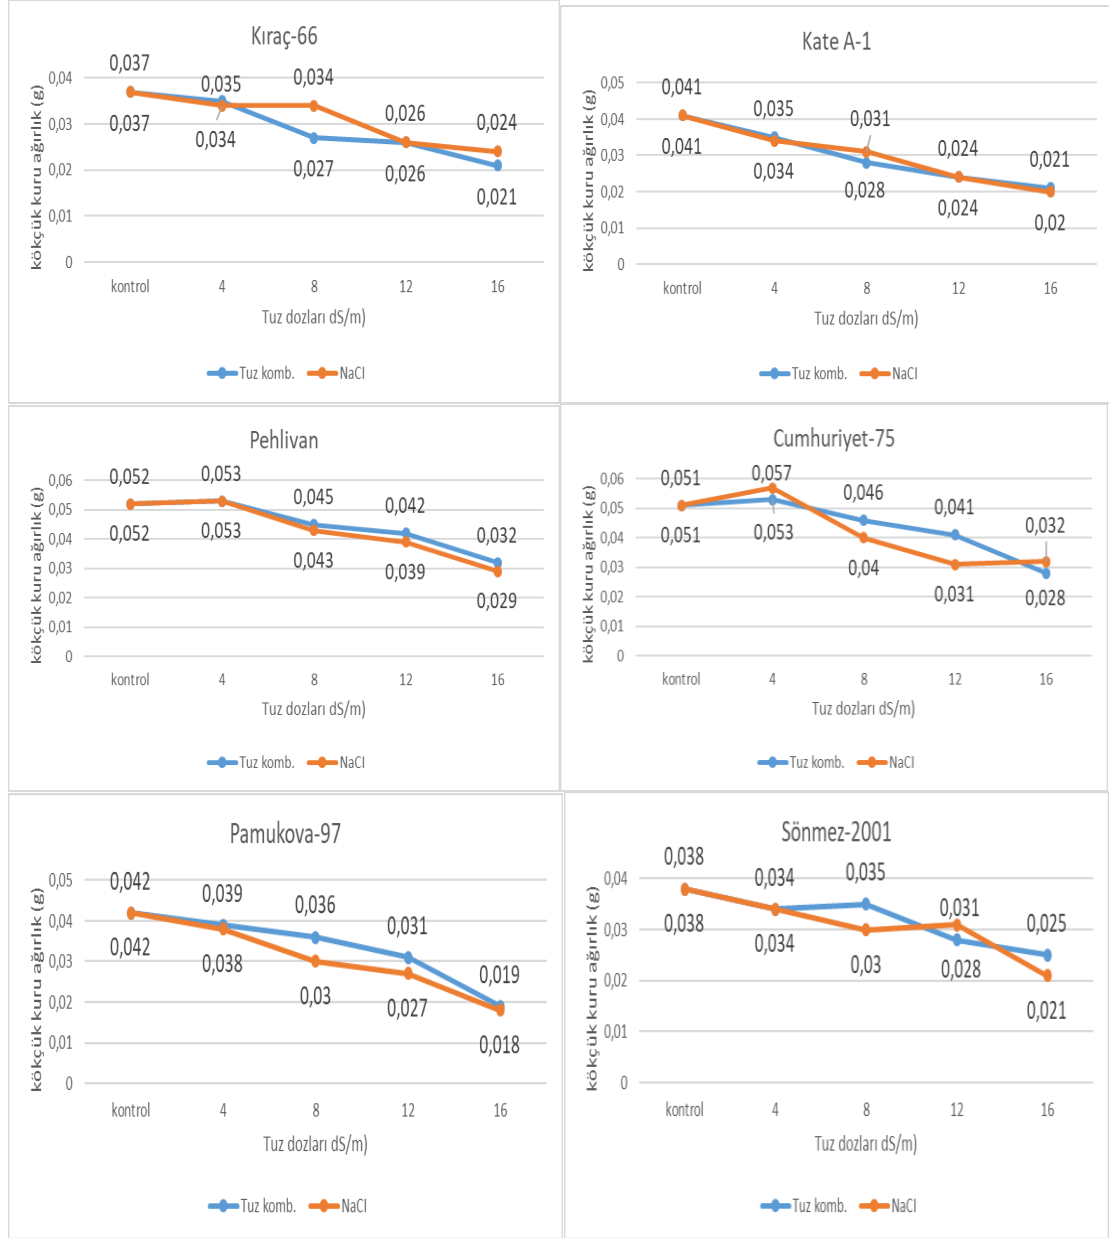 Kıraç-66
0,037 0,035 0,034 0,026 0,024
0,037 0,034 0,027 0,026 0,021
0,04
0,03
0,02
0,01
0
kökçük kuru ağırlık (g)
kontrol 4 8 12 16
Tuz dozları dS/m)
Tuz komb. NaCI
Kate A-1
0,041 0,035 0,031 0,024 0,021
0,041 0,034 0,028 0,024 0,02
0,05
0,04
0,03
0,02
0,01
0
kökçük kuru ağırlık (g)
kontrol 4 8 12 16
Tuz dozları dS/m)
Tuz komb. NaCI
Pehlivan
0,052 0,053 0,045 0,042 0,032
0,052 0,053 0,043 0,039 0,029
0,06
0,05
0,04
0,03
0,02
0,01
0
kökçük kuru ağırlık (g)
kontrol 4 8 12 16
Tuz dozları dS/m)
Tuz komb. NaCI
Cumhuriyet-75
0,051 0,057 0,046 0,041 0,032
0,051 0,053 0,04 0,031 0,028
0,06
0,05
0,04
0,03
0,02
0,01
0
kökçük kuru ağırlık (g)
kontrol 4 8 12 16
Tuz dozları dS/m)
Tuz komb. NaCI
Pamukova-97
0,042 0,039 0,036 0,031 0,019
0,042 0,038 0,03 0,027 0,018
0,05
0,04
0,03
0,02
0,01
0
kökçük kuru ağırlık (g)
kontrol 4 8 12 16
Tuz dozları dS/m)
Tuz komb. NaCI
Sönmez-2001
0,038 0,034 0,035 0,031 0,025
0,038 0,034 0,03 0,028 0,021
0,04
0,03
0,02
0,01
0
kökçük kuru ağırlık (g)
kontrol 4 8 12 16
Tuz dozları dS/m)
Tuz komb. NaCI